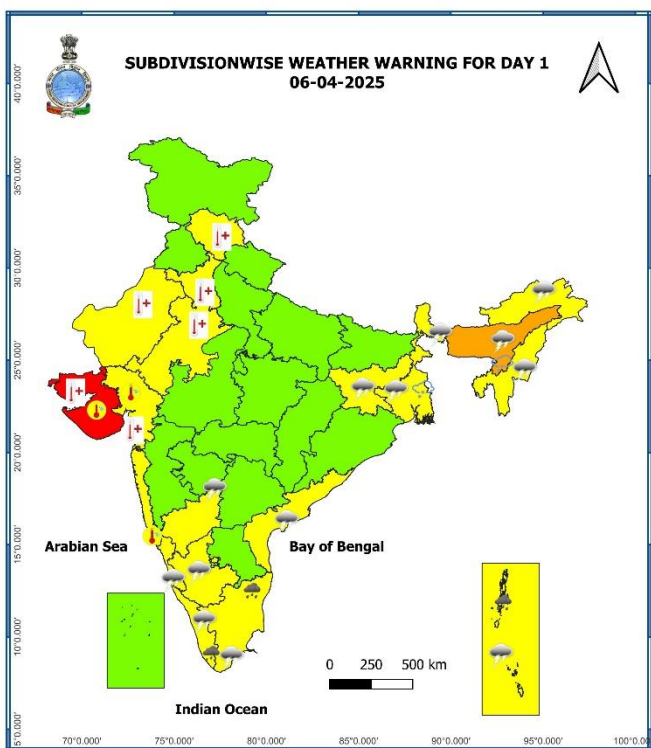 SUBDIVISIONWISE WEATHER WARNING FOR DAY 1
06-04-2025
40°0.000'
35°0.000'
30°0.000'
25°0.000'
20°0.000'
15°0.000'
10°0.000'
5°0.000'
Arabian Sea
Bay of Bengal
0 250 500 km
Indian Ocean
70°0.000' 75°0.000' 80°0.000' 85°0.000' 90°0.000' 95°0.000' 100°0.0